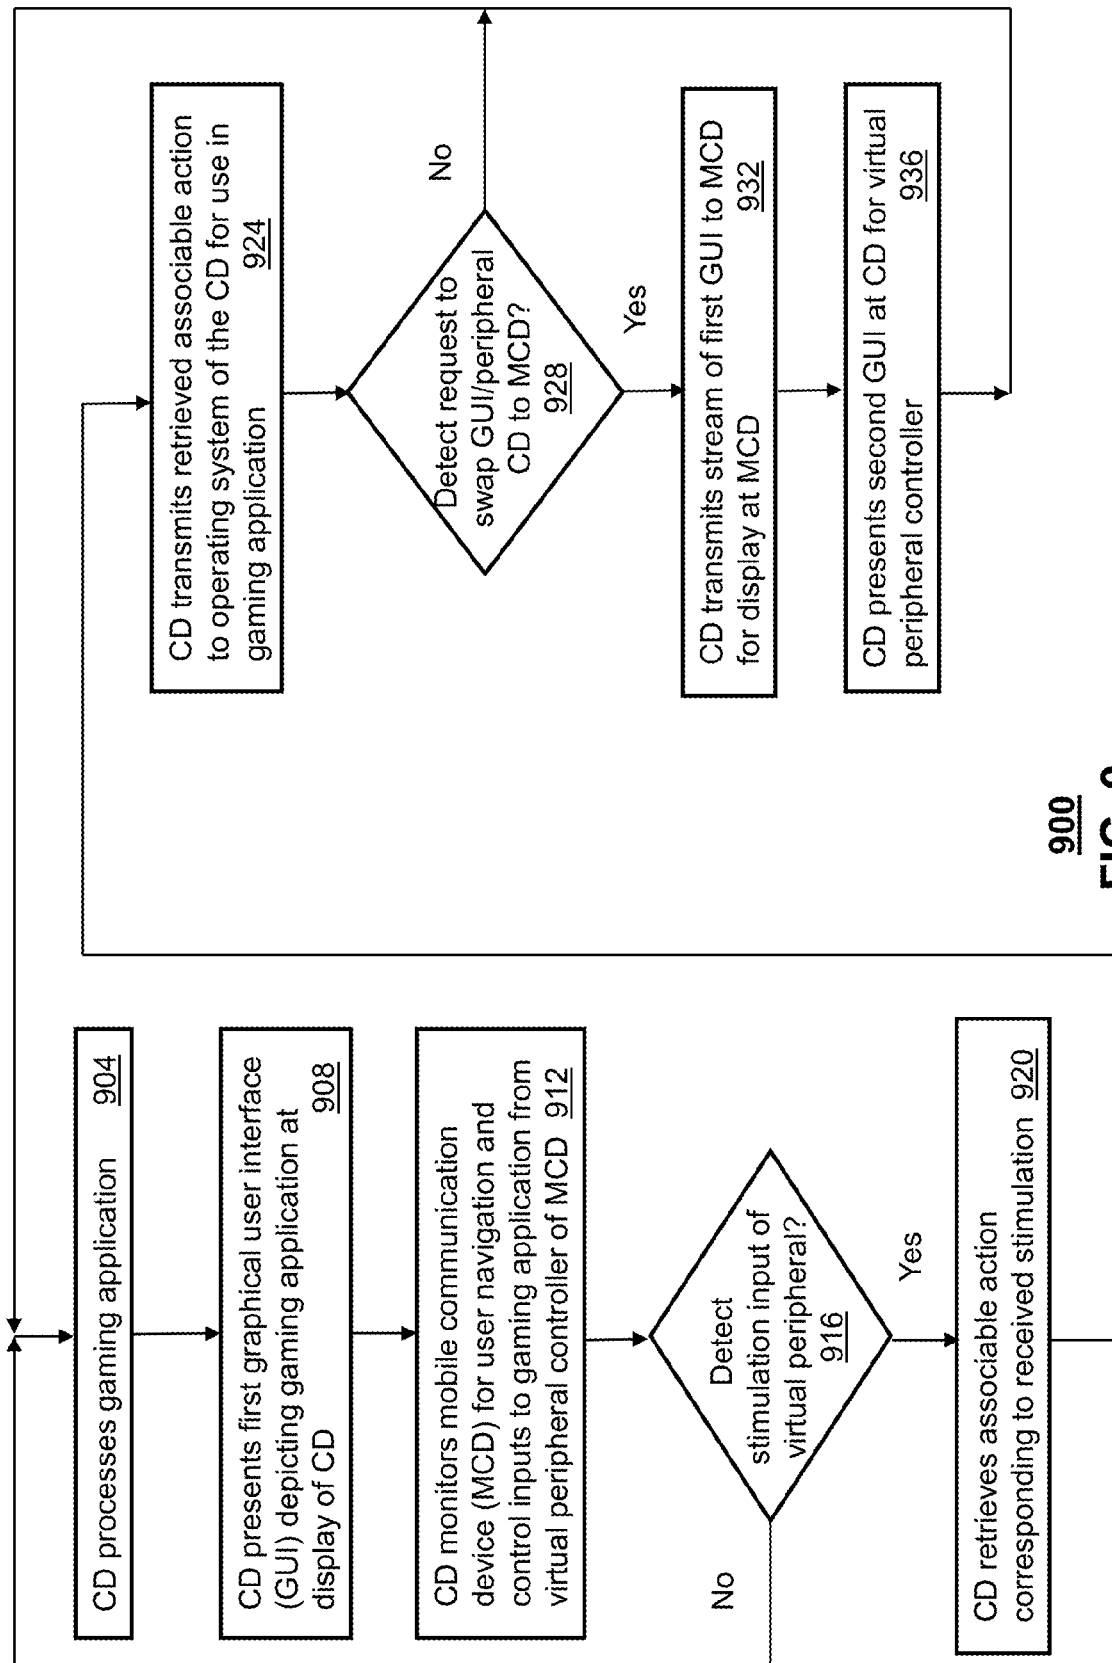 CD processes gaming application 904
CD presents first graphical user interface
(GUI) depicting gaming application at
display of CD 908
CD monitors mobile communication
device (MCD) for user navigation and
control inputs to gaming application from
virtual peripheral controller of MCD 912
Detect
stimulation input of
virtual peripheral?
916
No
Yes
CD retrieves associable action
corresponding to received stimulation 920
CD transmits retrieved associable action
to operating system of the CD for use in
gaming application 924
Detect request to
swap GUI/peripheral
CD to MCD?
928
No
Yes
CD transmits stream of first GUI to MCD
for display at MCD 932
CD presents second GUI at CD for virtual
peripheral controller 936
900